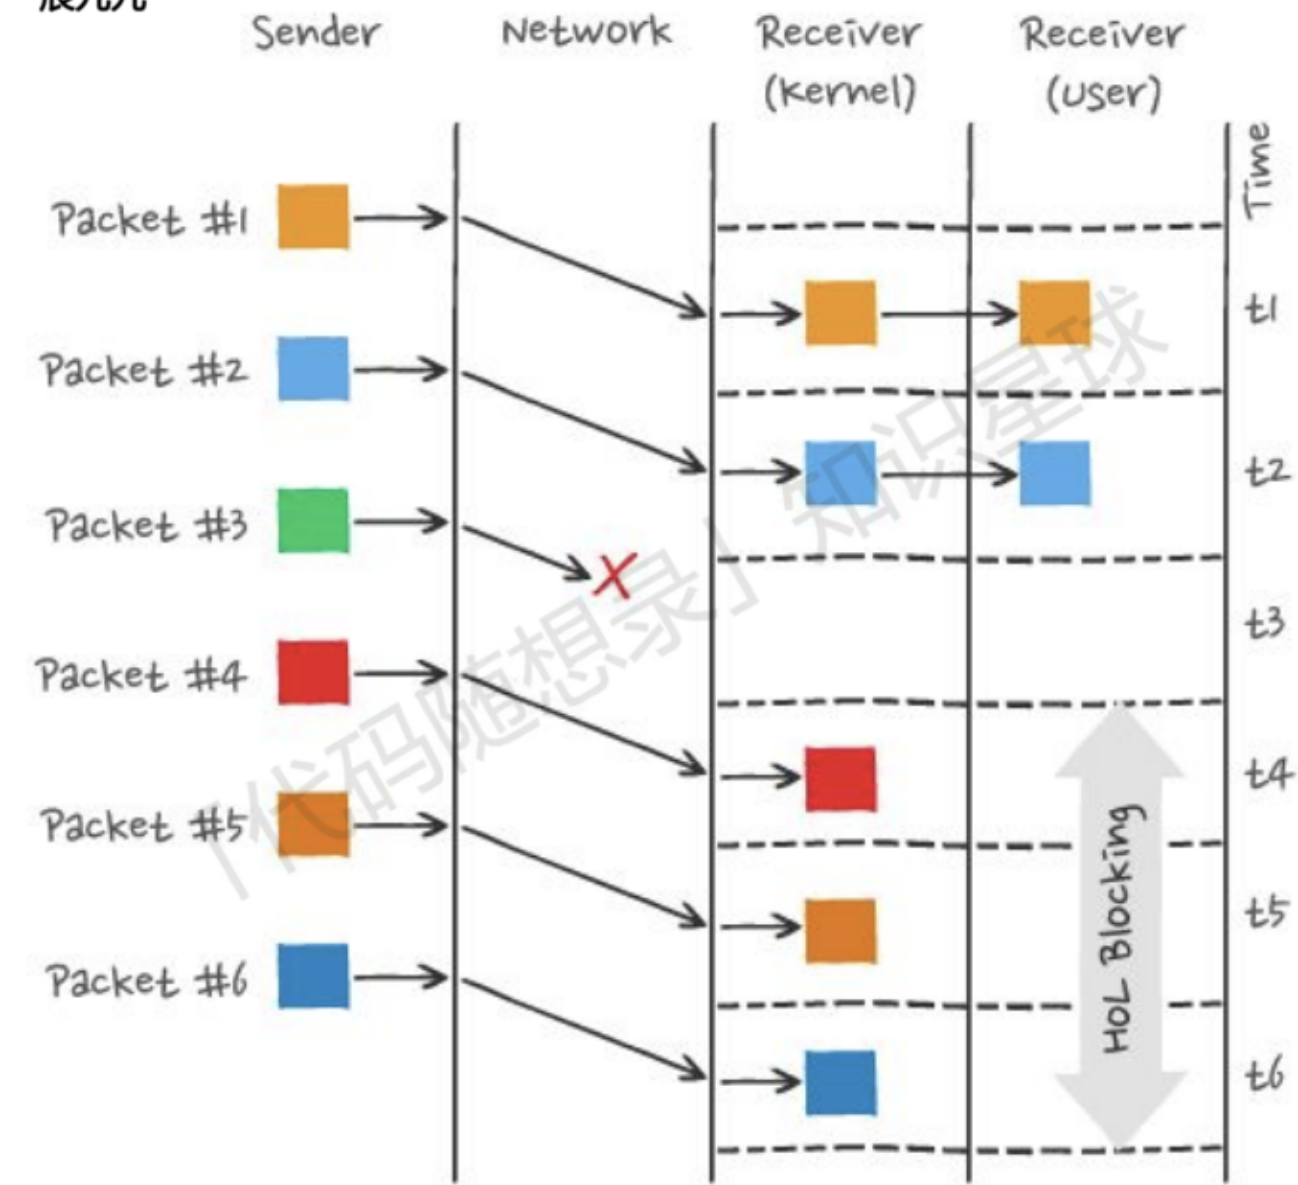 Sender
Network
Receiver
(kernel)
Receiver
(user)
Time
Packet #1
t1
Packet #2
t2
Packet #3
t3
Packet #4
t4
Packet #5
t5
Packet #6
t6
HoL Blocking
「代码随想录」知识星球